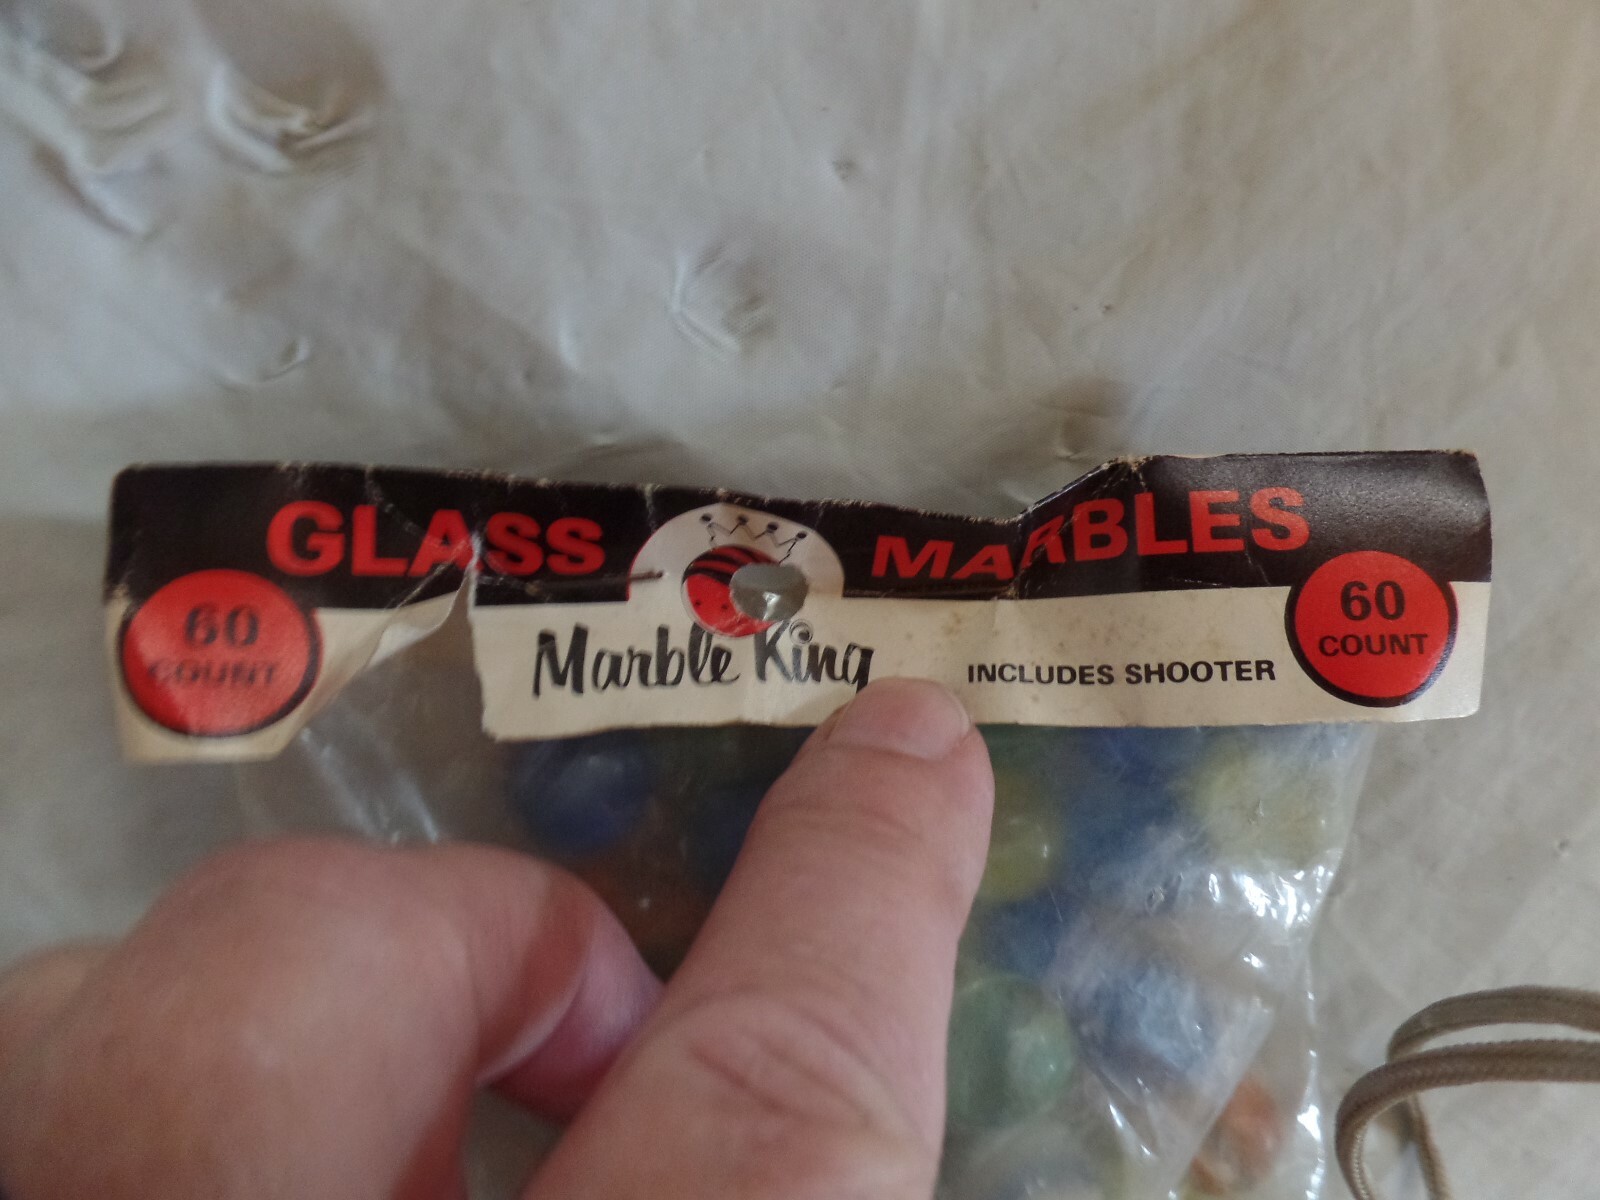 GLASS MARBLES
60
COUNT
Marble King
INCLUDES SHOOTER
60
COUNT